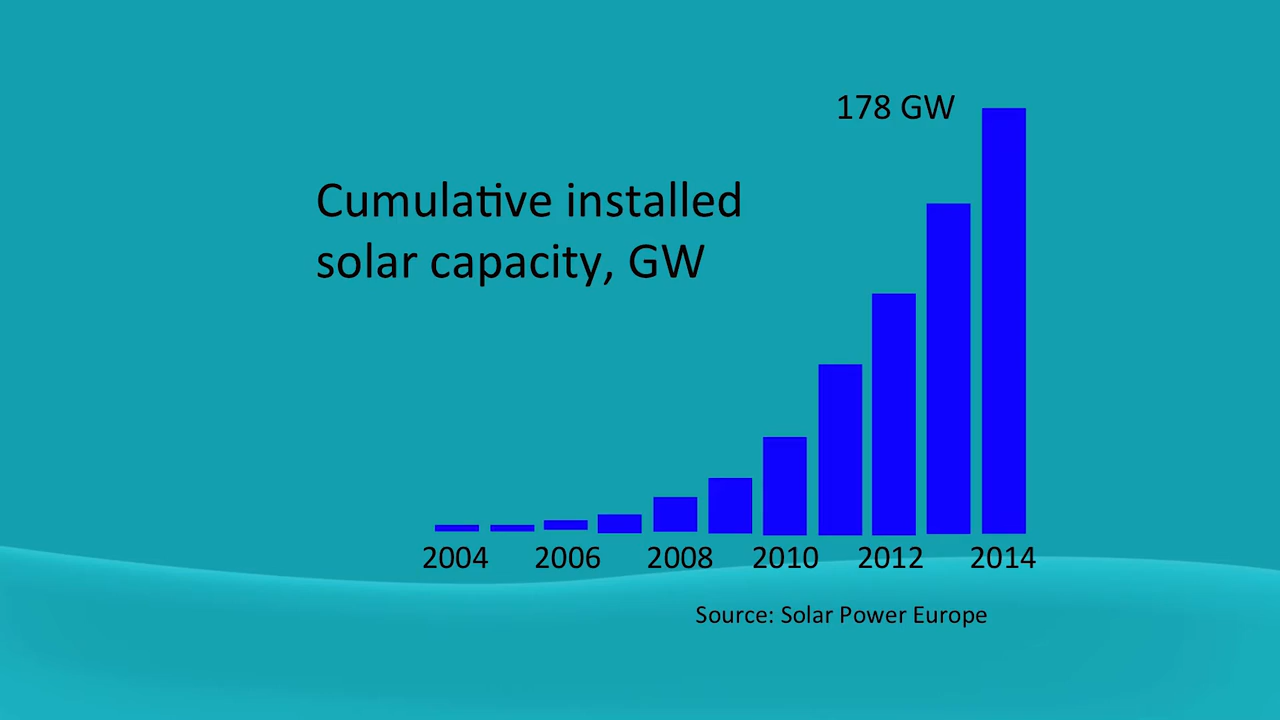 178 GW
Cumulative installed
solar capacity, GW
2004 2006 2008 2010 2012 2014
Source: Solar Power Europe